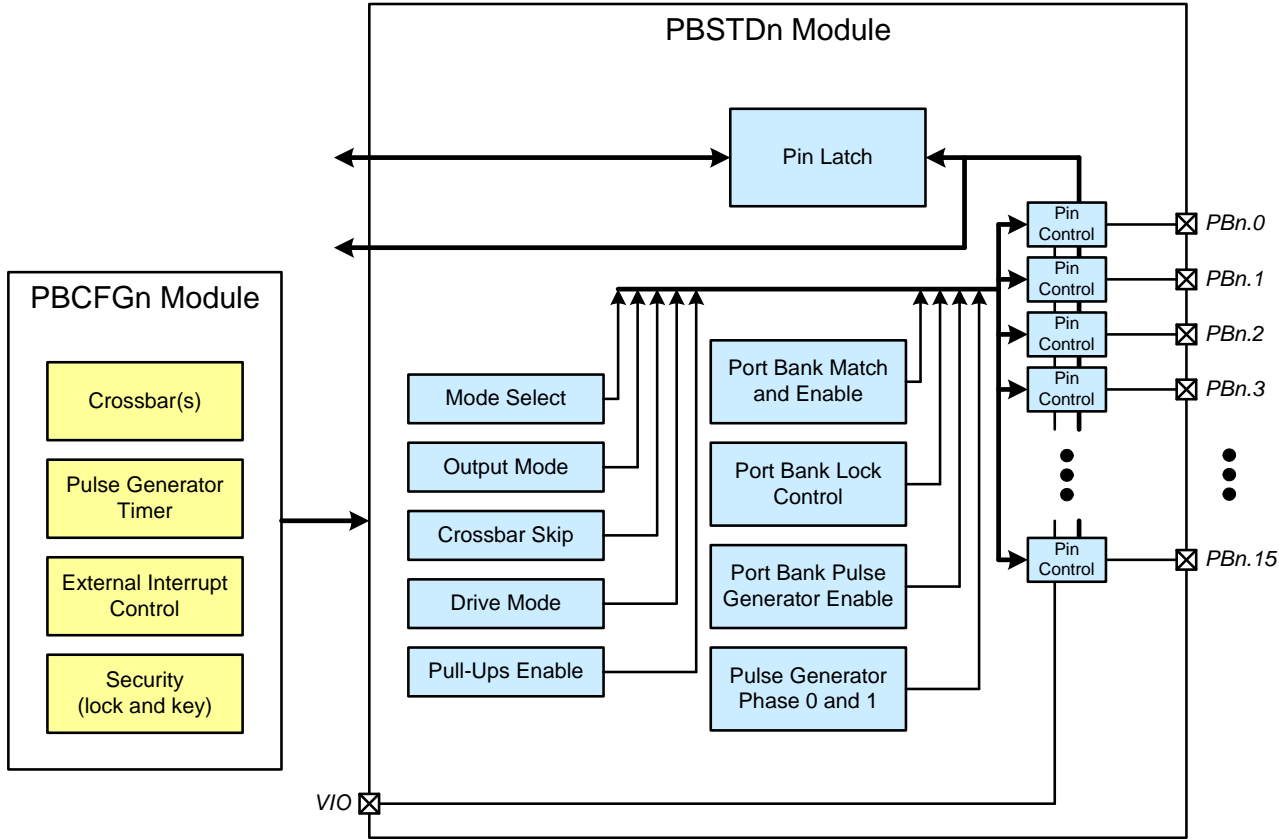 PBSTDn Module
Pin Latch
Pin
Control
PBn.0
Pin
Control
PBn.1
Pin
Control
PBn.2
Pin
Control
PBn.3
Pin
Control
PBn.15
PBCFGn Module
Crossbar(s)
Pulse Generator
Timer
External Interrupt
Control
Security
(lock and key)
Mode Select
Output Mode
Crossbar Skip
Drive Mode
Pull-Ups Enable
Port Bank Match
and Enable
Port Bank Lock
Control
Port Bank Pulse
Generator Enable
Pulse Generator
Phase 0 and 1
VIO